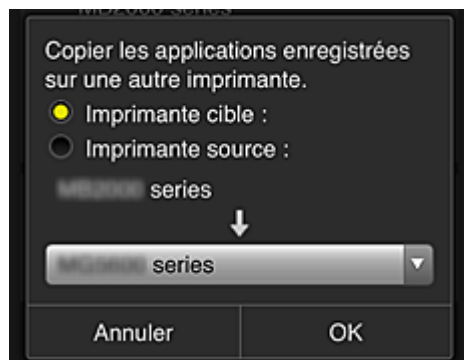 Copier les applications enregistrées
sur une autre imprimante.
Imprimante cible :
Imprimante source :
series
series
Annuler
OK